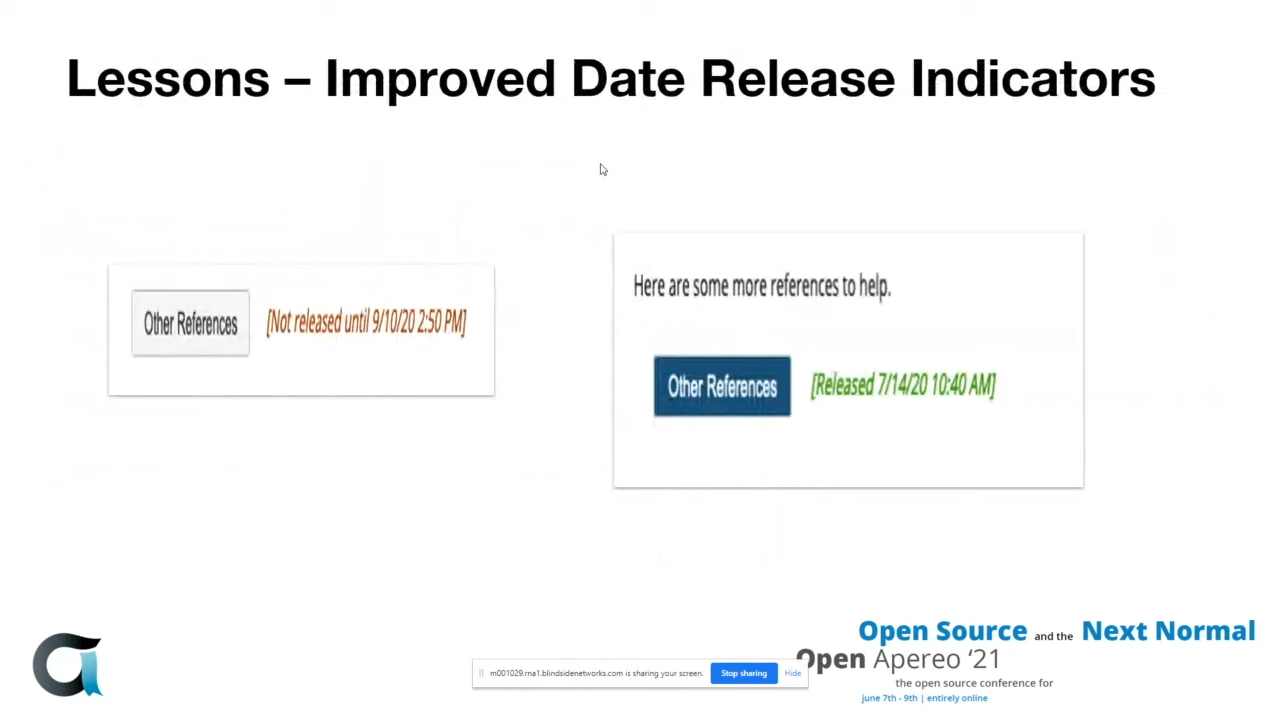 Lessons – Improved Date Release Indicators
Other References [Not released until 9/10/20 2:50 PM]
Here are some more references to help.
Other References [Released 7/14/20 10:40 AM]
Open Source and the Next Normal
Open Apereo ‘21
the open source conference for
june 7th - 9th | entirely online
m001029.rna1.blindsidenetworks.com is sharing your screen. Stop sharing Hide